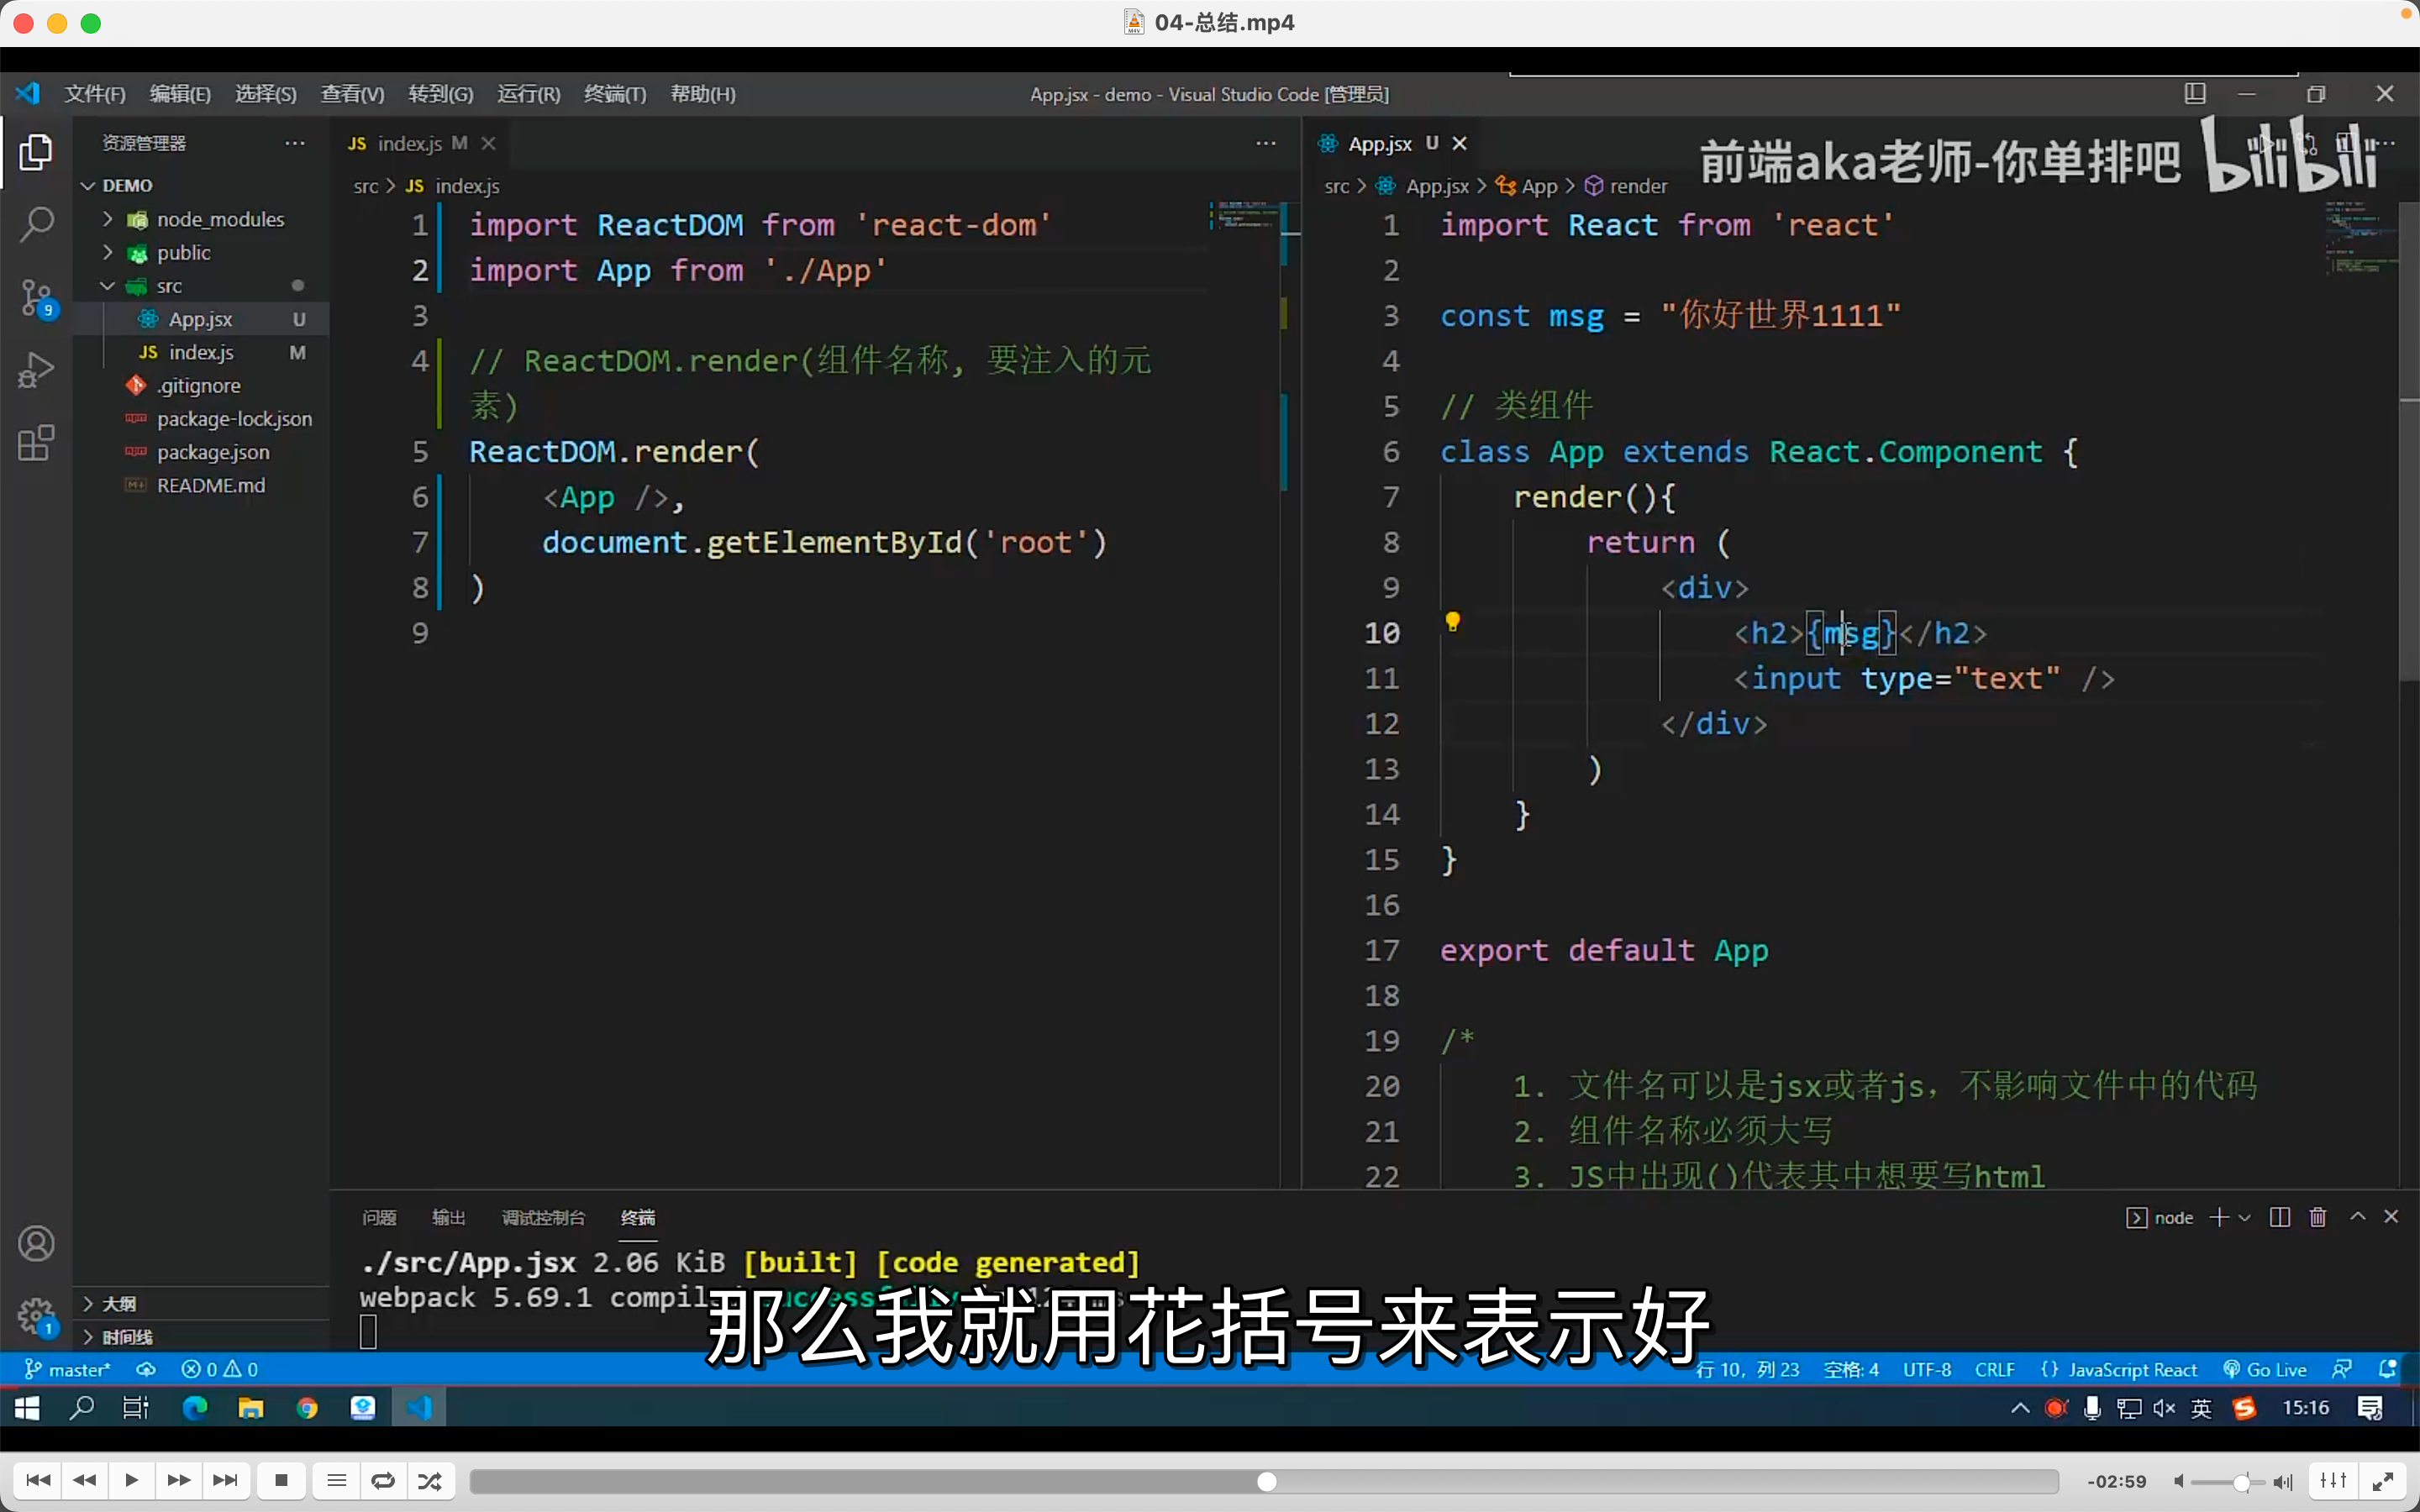 04-总结.mp4
文件(F) 编辑(E) 选择(S) 查看(V) 转到(G) 运行(R) 终端(T) 帮助(H) App.jsx - demo - Visual Studio Code [管理员]
前端aka老师-你单排吧 bilibili
资源管理器
DEMO
node_modules
public
src
App.jsx U
index.js M
.gitignore
package-lock.json
package.json
README.md
大纲
时间线
9
1
JS index.js M
src > JS index.js
1 import ReactDOM from 'react-dom'
2 import App from './App'
3
4 // ReactDOM.render(组件名称, 要注入的元
素)
5 ReactDOM.render(
6 <App />,
7 document.getElementById('root')
8 )
9
App.jsx U
src > App.jsx > App > render
1 import React from 'react'
2
3 const msg = "你好世界1111"
4
5 // 类组件
6 class App extends React.Component {
7 render(){
8 return (
9 <div>
10 <h2>{msg}</h2>
11 <input type="text" />
12 </div>
13 )
14 }
15 }
16
17 export default App
18
19 /*
20 1. 文件名可以是jsx或者js，不影响文件中的代码
21 2. 组件名称必须大写
22 3. JS中出现()代表其中想要写html
问题 输出 调试控制台 终端 node
./src/App.jsx 2.06 KiB [built] [code generated]
webpack 5.69.1
那么我就用花括号来表示好
master* 0 0 行 10，列 23 空格: 4 UTF-8 CRLF {} JavaScript React Go Live
英 15:16
-02:59